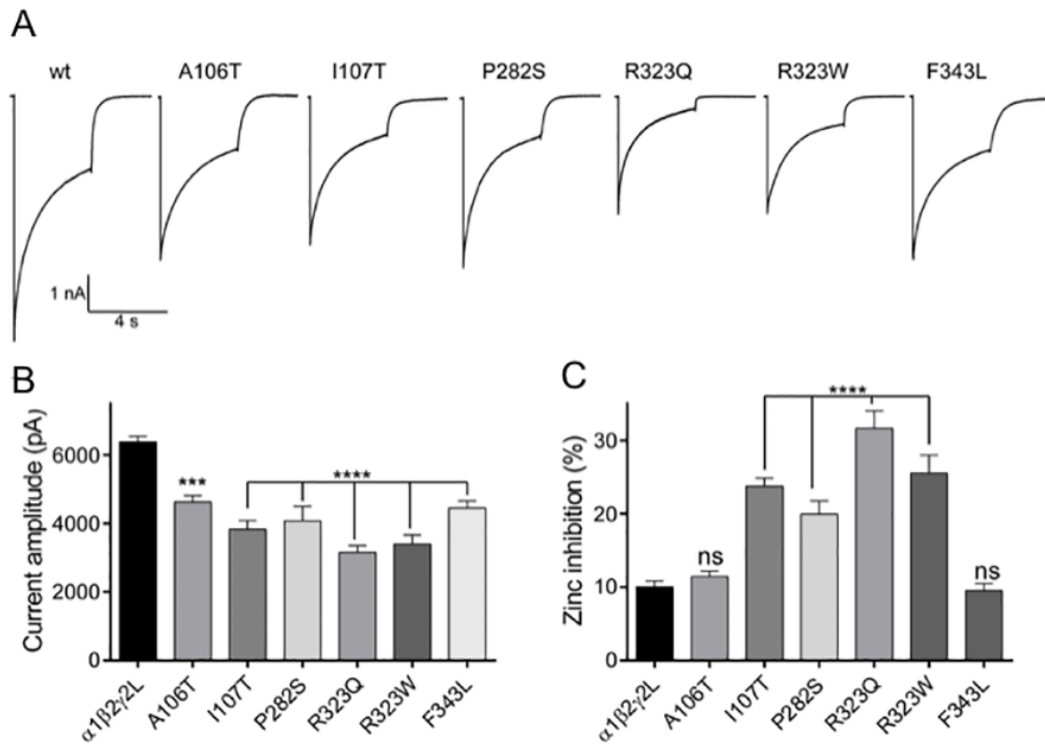 A
wt A106T I107T P282S R323Q R323W F343L
1 nA
4 s
B
Current amplitude (pA)
6000
4000
2000
0
***
****
α1β2γ2L A106T I107T P282S R323Q R323W F343L
C
Zinc inhibition (%)
30
20
10
0
ns
****
ns
α1β2γ2L A106T I107T P282S R323Q R323W F343L